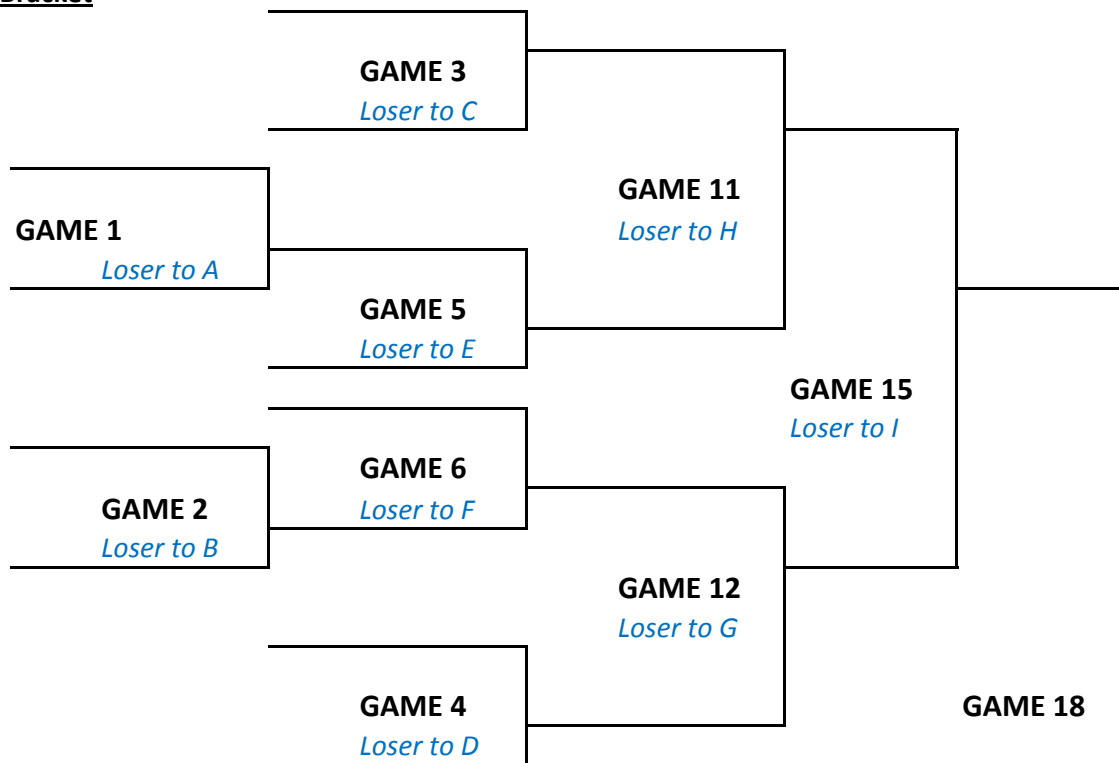 Bracket
GAME 3
Loser to C
GAME 11
Loser to H
GAME 1
Loser to A
GAME 5
Loser to E
GAME 15
Loser to I
GAME 6
Loser to F
GAME 2
Loser to B
GAME 12
Loser to G
GAME 4
Loser to D
GAME 18